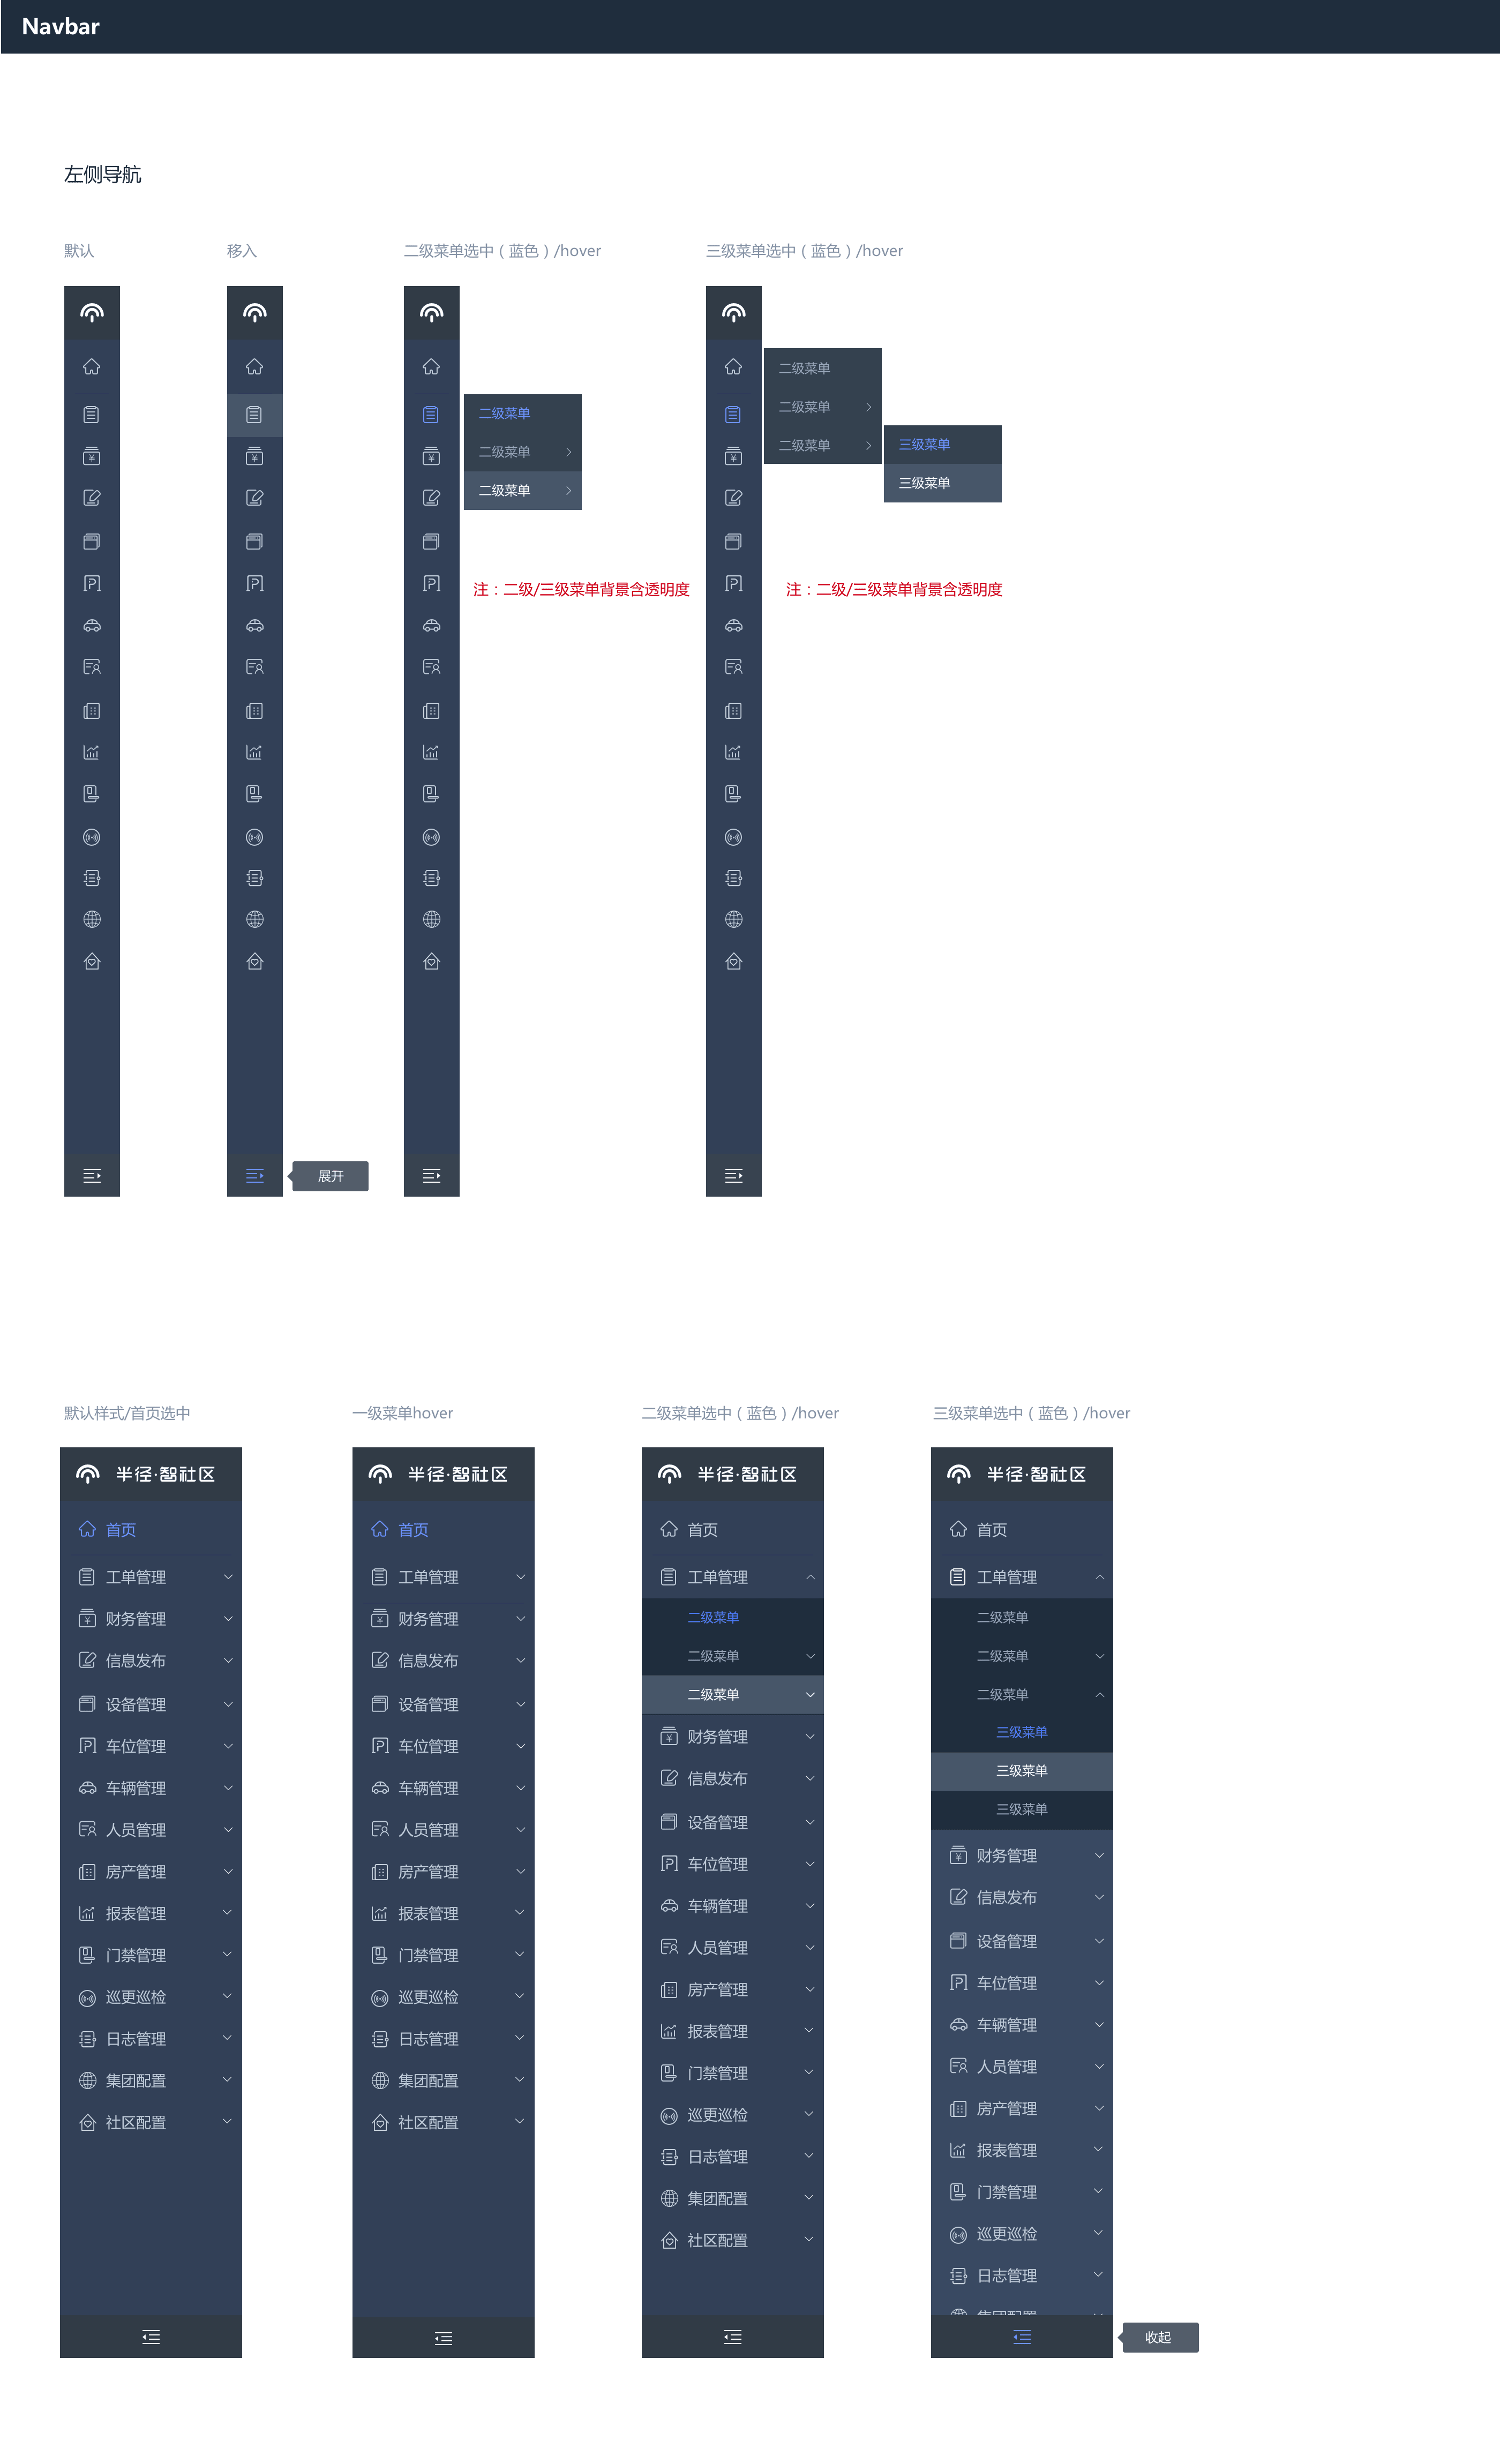 Navbar
左侧导航
默认
移入
二级菜单选中（蓝色）/hover
三级菜单选中（蓝色）/hover
二级菜单
二级菜单
二级菜单
二级菜单
二级菜单
二级菜单
三级菜单
三级菜单
注：二级/三级菜单背景含透明度
注：二级/三级菜单背景含透明度
展开
默认样式/首页选中
一级菜单hover
二级菜单选中（蓝色）/hover
三级菜单选中（蓝色）/hover
半径·智社区
首页
工单管理
财务管理
信息发布
设备管理
车位管理
车辆管理
人员管理
房产管理
报表管理
门禁管理
巡更巡检
日志管理
集团配置
社区配置
半径·智社区
首页
工单管理
财务管理
信息发布
设备管理
车位管理
车辆管理
人员管理
房产管理
报表管理
门禁管理
巡更巡检
日志管理
集团配置
社区配置
半径·智社区
首页
工单管理
二级菜单
二级菜单
二级菜单
财务管理
信息发布
设备管理
车位管理
车辆管理
人员管理
房产管理
报表管理
门禁管理
巡更巡检
日志管理
集团配置
社区配置
半径·智社区
首页
工单管理
二级菜单
二级菜单
二级菜单
三级菜单
三级菜单
三级菜单
财务管理
信息发布
设备管理
车位管理
车辆管理
人员管理
房产管理
报表管理
门禁管理
巡更巡检
日志管理
收起